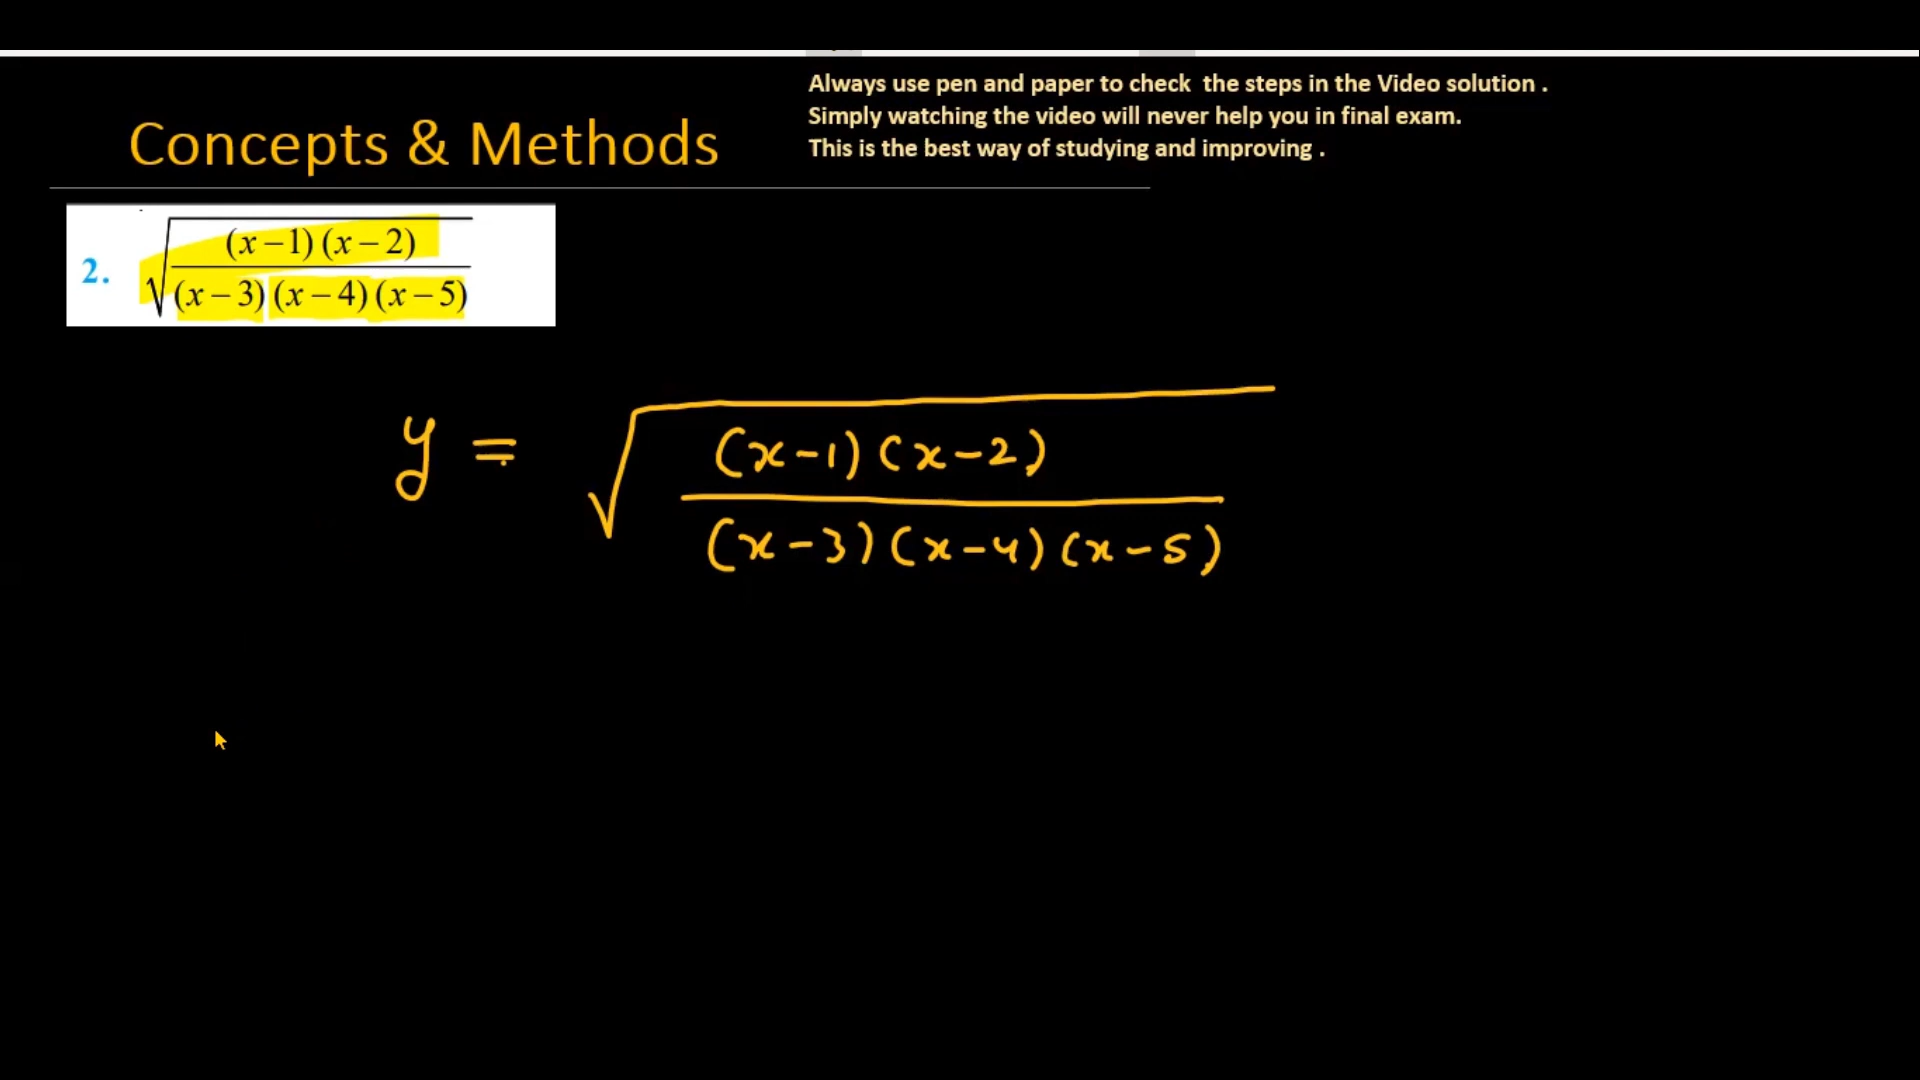 Always use pen and paper to check the steps in the Video solution .
Simply watching the video will never help you in final exam.
This is the best way of studying and improving .
Concepts & Methods
2. √((x – 1) (x – 2) / (x – 3) (x – 4) (x – 5))
y = √((x-1) (x-2) / (x-3) (x-4) (x-5))